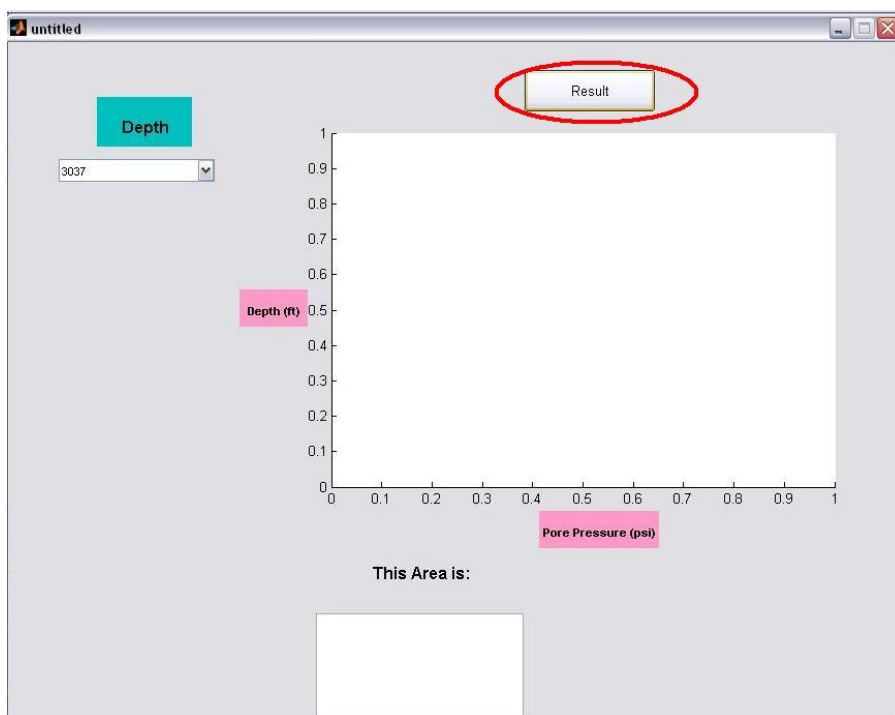 untitled
Result
Depth
3037
1
0.9
0.8
0.7
0.6
Depth (ft) 0.5
0.4
0.3
0.2
0.1
0
0 0.1 0.2 0.3 0.4 0.5 0.6 0.7 0.8 0.9 1
Pore Pressure (psi)
This Area is: